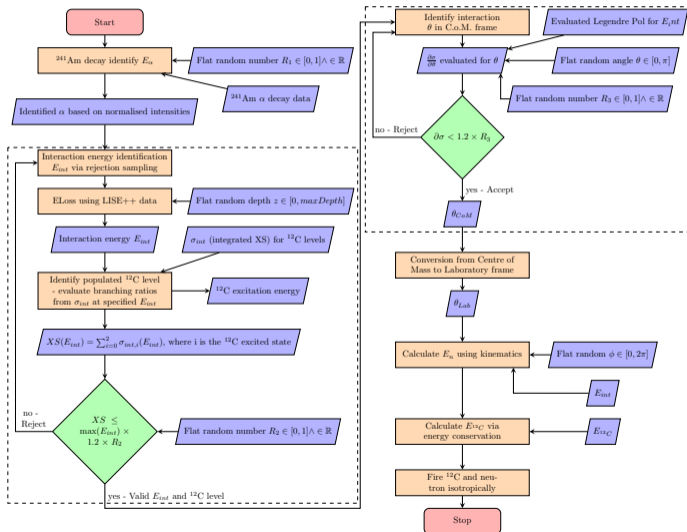 Start
²⁴¹Am decay identify Eα
Flat random number R₁ ∈ [0, 1]∧ ∈ ℝ
²⁴¹Am α decay data
Identified α based on normalised intensities
Interaction energy identification
E_int via rejection sampling
ELoss using LISE++ data
Flat random depth z ∈ [0, maxDepth]
Interaction energy E_int
σ_int (integrated XS) for ¹²C levels
Identify populated ¹²C level
- evaluate branching ratios
from σ_int at specified E_int
¹²C excitation energy
XS(E_int) = ∑²ᵢ₌₀ σ_int,i(E_int), where i is the ¹²C excited state
no -
Reject
XS ≤
max(E_int) ×
1.2 × R₂
Flat random number R₂ ∈ [0, 1]∧ ∈ ℝ
yes - Valid E_int and ¹²C level
Identify interaction
θ in C.o.M. frame
Evaluated Legendre Pol for E_int
∂σ/∂θ evaluated for θ
Flat random angle θ ∈ [0, π]
Flat random number R₃ ∈ [0, 1]∧ ∈ ℝ
no - Reject
∂σ < 1.2 × R₃
yes - Accept
θ_CoM
Conversion from Centre of
Mass to Laboratory frame
θ_Lab
Calculate Eₙ using kinematics
Flat random ϕ ∈ [0, 2π]
E_int
Calculate E₁₂C via
energy conservation
E₁₂C
Fire ¹²C and neu-
tron isotropically
Stop